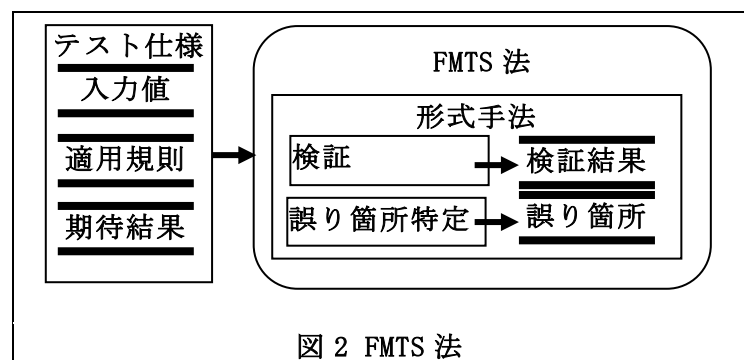 テスト仕様
入力値
適用規則
期待結果
FMTS 法
形式手法
検証
検証結果
誤り箇所特定
誤り箇所
図 2 FMTS 法